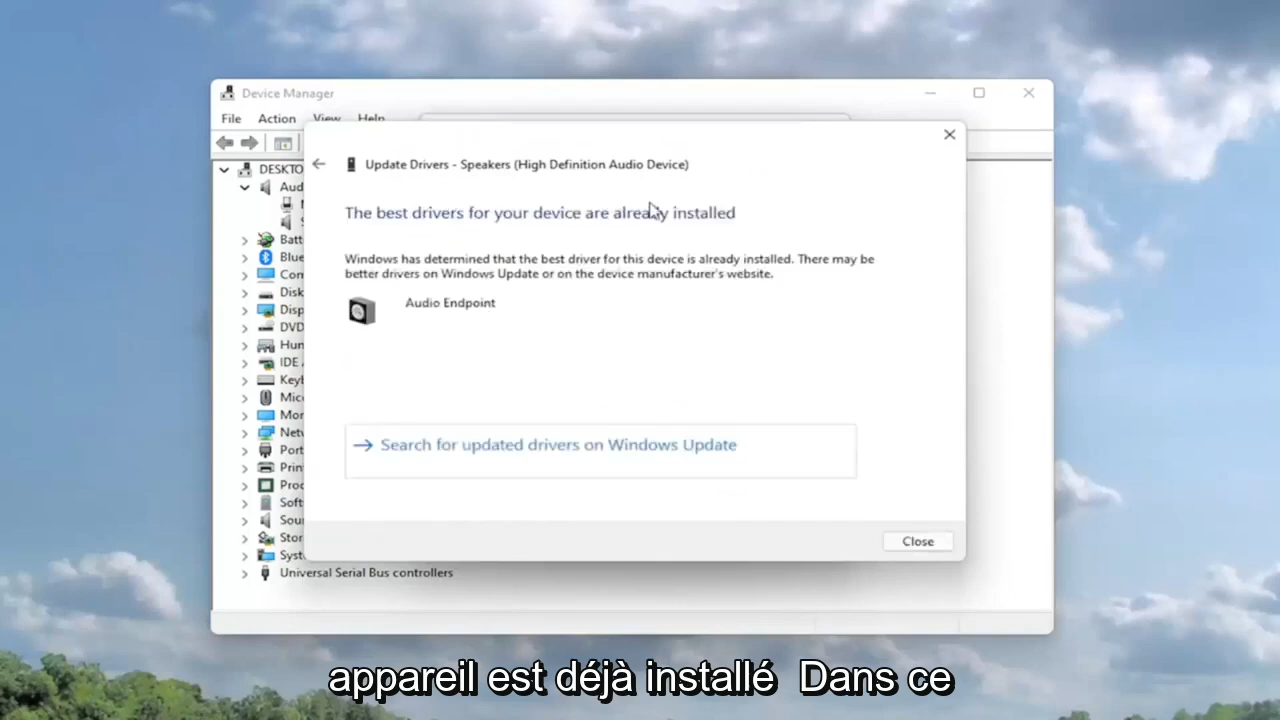 Device Manager
File Action View Help
Update Drivers - Speakers (High Definition Audio Device)
The best drivers for your device are already installed
Windows has determined that the best driver for this device is already installed. There may be
better drivers on Windows Update or on the device manufacturer's website.
Audio Endpoint
Search for updated drivers on Windows Update
Close
DESKTO
Aud
Batt
Blue
Com
Disk
Disp
DVD
Hum
IDE
Keyb
Mice
Mor
Netv
Port
Prin
Proc
Soft
Sour
Stor
Syst
Universal Serial Bus controllers
appareil est déjà installé Dans ce